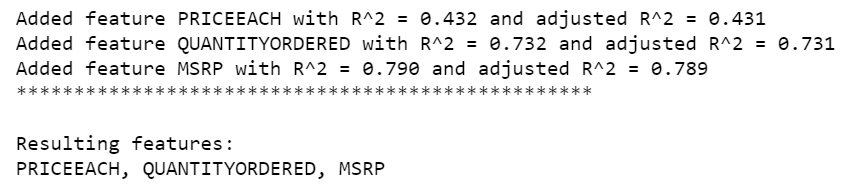 Added feature PRICEEACH with R^2 = 0.432 and adjusted R^2 = 0.431
Added feature QUANTITYORDERED with R^2 = 0.732 and adjusted R^2 = 0.731
Added feature MSRP with R^2 = 0.790 and adjusted R^2 = 0.789
**************************************************
Resulting features:
PRICEEACH, QUANTITYORDERED, MSRP